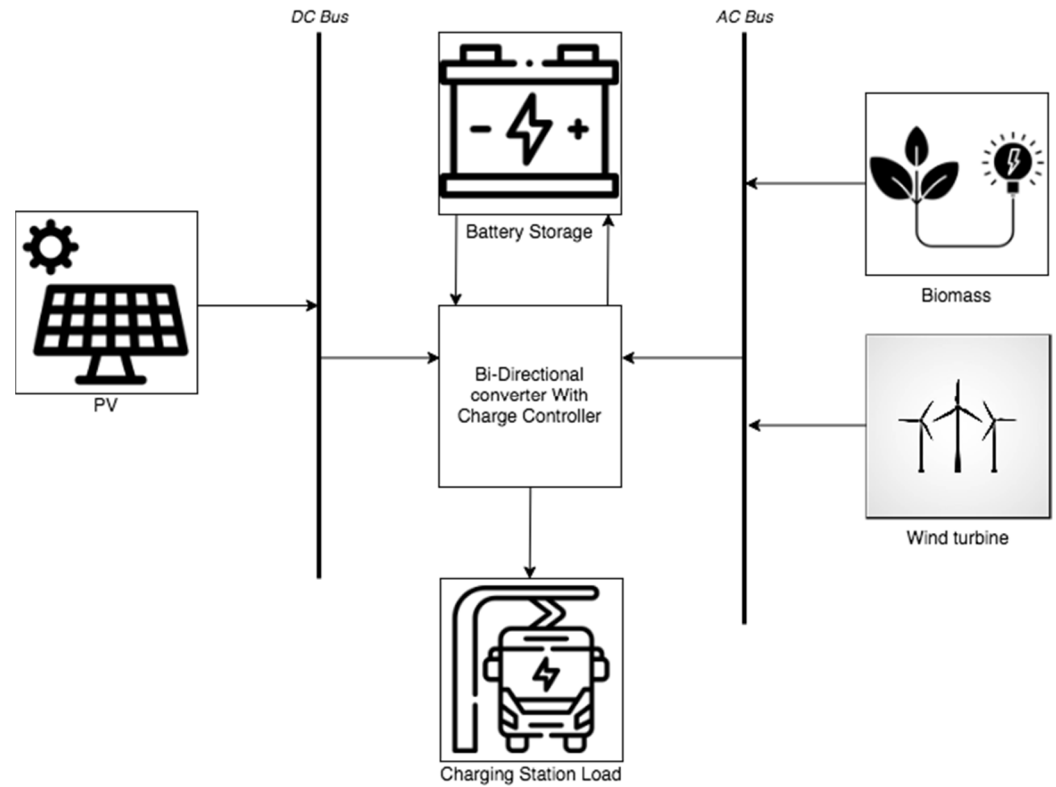 DC Bus
AC Bus
Battery Storage
Biomass
PV
Bi-Directional
converter With
Charge Controller
Wind turbine
Charging Station Load